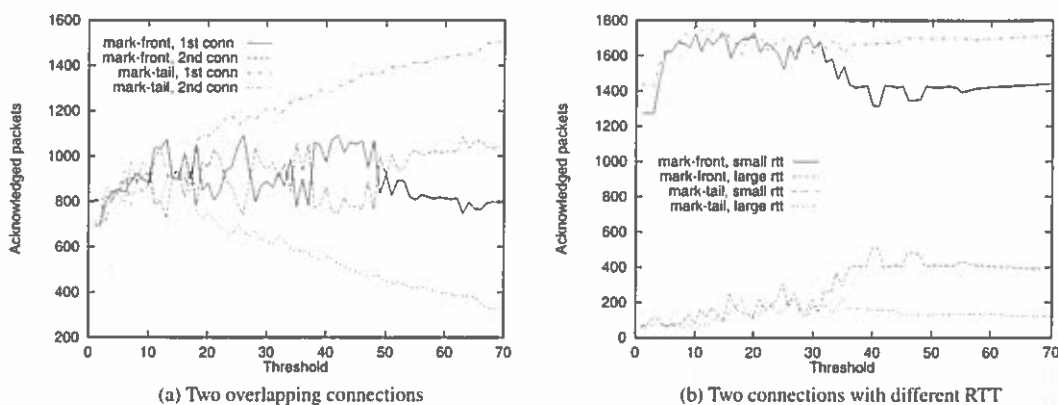 1600
1400
1200
1000
800
600
400
200
Acknowledged packets
mark-front, 1st conn
mark-front, 2nd conn
mark-tail, 1st conn
mark-tail, 2nd conn
0 10 20 30 40 50 60 70
Threshold
(a) Two overlapping connections
1800
1600
1400
1200
1000
800
600
400
200
0
Acknowledged packets
mark-front, small rtt
mark-front, large rtt
mark-tail, small rtt
mark-tail, large rtt
0 10 20 30 40 50 60 70
Threshold
(b) Two connections with different RTT